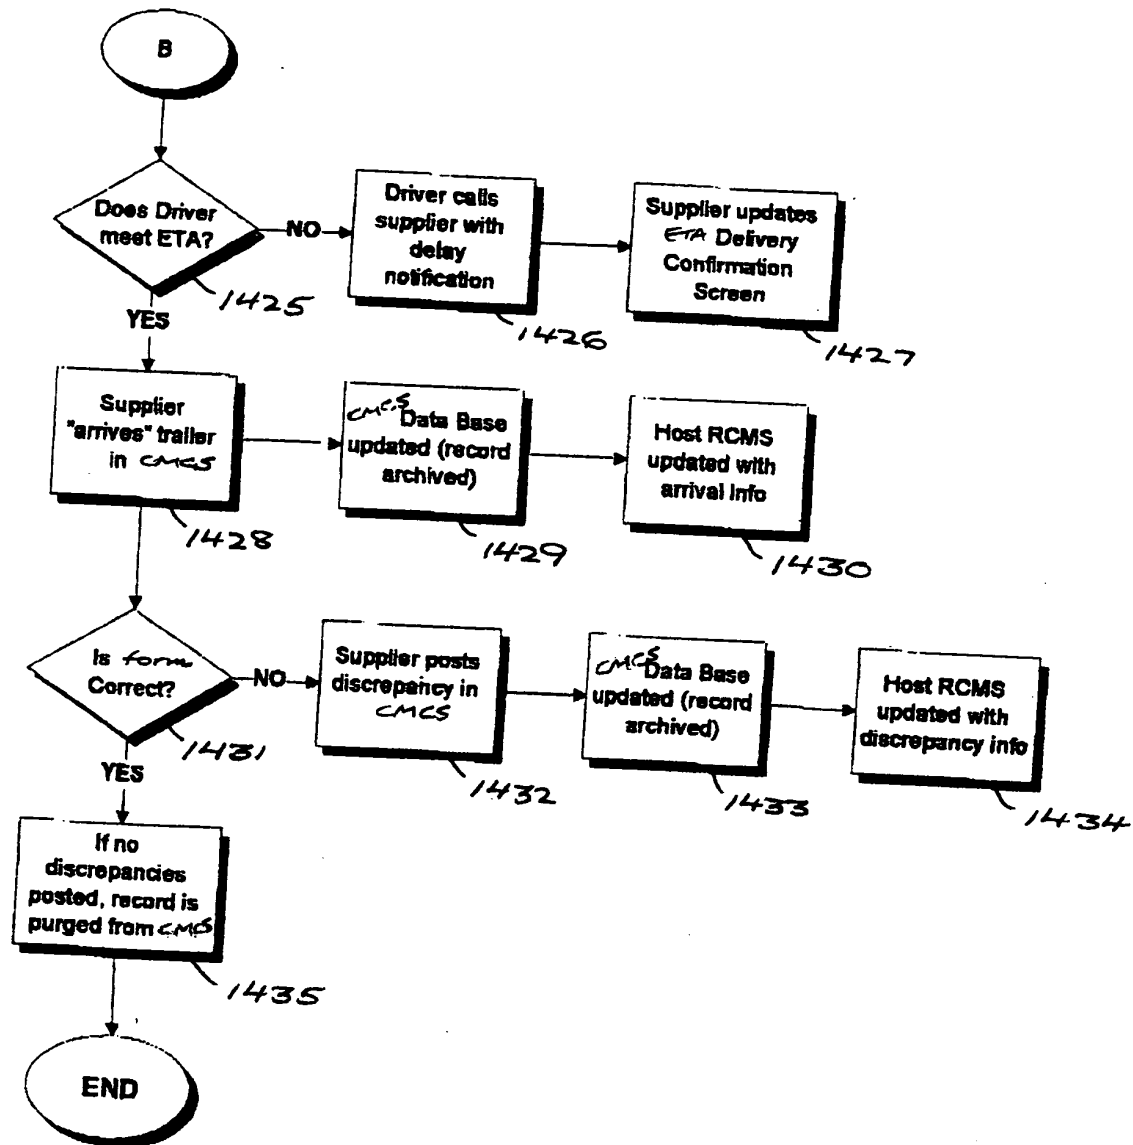 B
Does Driver
meet ETA?
NO
Driver calls
supplier with
delay
notification
Supplier updates
ETA Delivery
Confirmation
Screen
1425
1426
1427
YES
Supplier
"arrives" trailer
in CMCS
CMCS Data Base
updated (record
archived)
Host RCMS
updated with
arrival info
1428
1429
1430
Is form
Correct?
NO
Supplier posts
discrepancy in
CMCS
CMCS Data Base
updated (record
archived)
Host RCMS
updated with
discrepancy info
1431
1432
1433
1434
YES
If no
discrepancies
posted, record is
purged from CMCS
1435
END